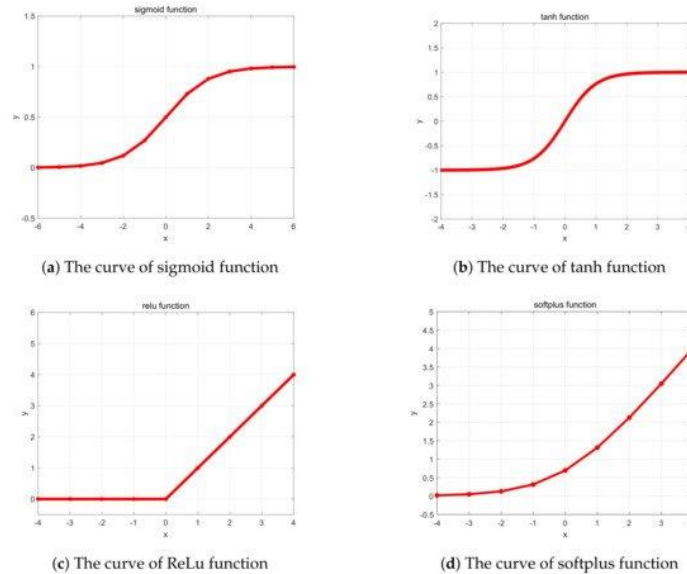 sigmoid function
1.5
1
0.5
0
-0.5
y
-6 -4 -2 0 2 4 6
x
(a) The curve of sigmoid function
tanh function
2
1.5
1
0.5
0
-0.5
-1
-1.5
-2
y
-4 -3 -2 -1 0 1 2 3 4
x
(b) The curve of tanh function
relu function
6
5
4
3
2
1
0
y
-4 -3 -2 -1 0 1 2 3 4
x
(c) The curve of ReLu function
softplus function
5
4.5
4
3.5
3
2.5
2
1.5
1
0.5
0
-0.5
y
-4 -3 -2 -1 0 1 2 3
x
(d) The curve of softplus function